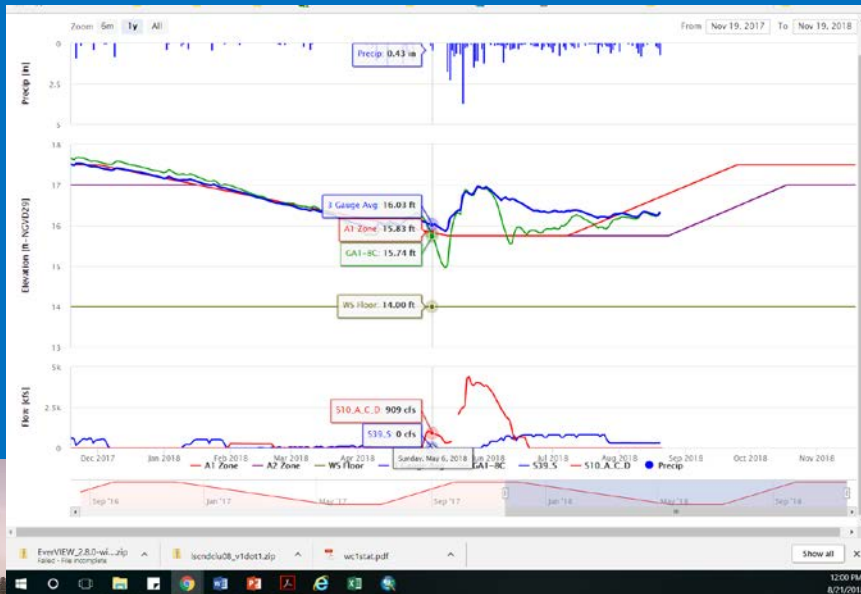 Zoom 6m 1y All
From Nov 19, 2017 To Nov 19, 2018
Precip [in]
0
2.5
5
Precip: 0.43 in
Elevation [ft-NGVD29]
18
17
16
15
14
13
3 Gauge Avg: 16.03 ft
A1 Zone: 15.83 ft
GA1-8C: 15.74 ft
WS Floor: 14.00 ft
Flow [cfs]
5k
2.5k
0
S10_A_C_D: 909 cfs
S39_S: 0 cfs
Dec 2017 Jan 2018 Feb 2018 Mar 2018 Apr 2018 Jun 2018 Jul 2018 Aug 2018 Sep 2018 Oct 2018 Nov 2018
Sunday, May 6, 2018
A1 Zone A2 Zone WS Floor GA1-8C S39_S S10_A_C_D Precip
Sep '16 Jan '17 May '17 Sep '17 Jan '18 May '18 Sep '18
EverVIEW_2.8.0-wi....zip
Failed - File incomplete
lsendclu08_v1dot1.zip
wc1stat.pdf
Show all
12:00 PM